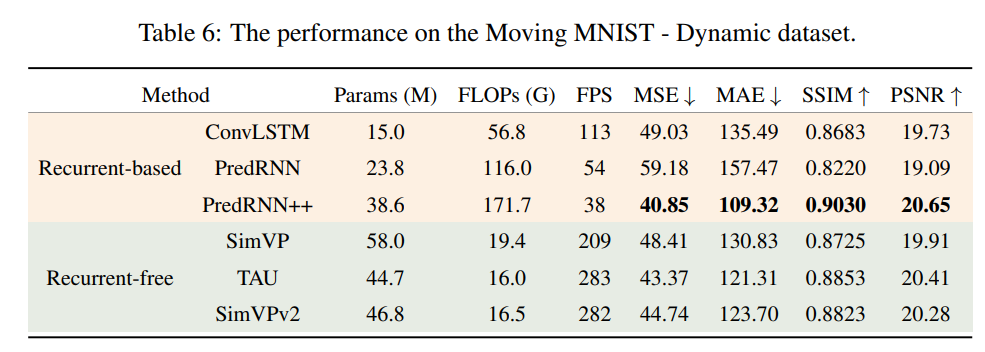 Table 6: The performance on the Moving MNIST - Dynamic dataset.
Method Params (M) FLOPs (G) FPS MSE ↓ MAE ↓ SSIM ↑ PSNR ↑
Recurrent-based
ConvLSTM 15.0 56.8 113 49.03 135.49 0.8683 19.73
PredRNN 23.8 116.0 54 59.18 157.47 0.8220 19.09
PredRNN++ 38.6 171.7 38 40.85 109.32 0.9030 20.65
Recurrent-free
SimVP 58.0 19.4 209 48.41 130.83 0.8725 19.91
TAU 44.7 16.0 283 43.37 121.31 0.8853 20.41
SimVPv2 46.8 16.5 282 44.74 123.70 0.8823 20.28